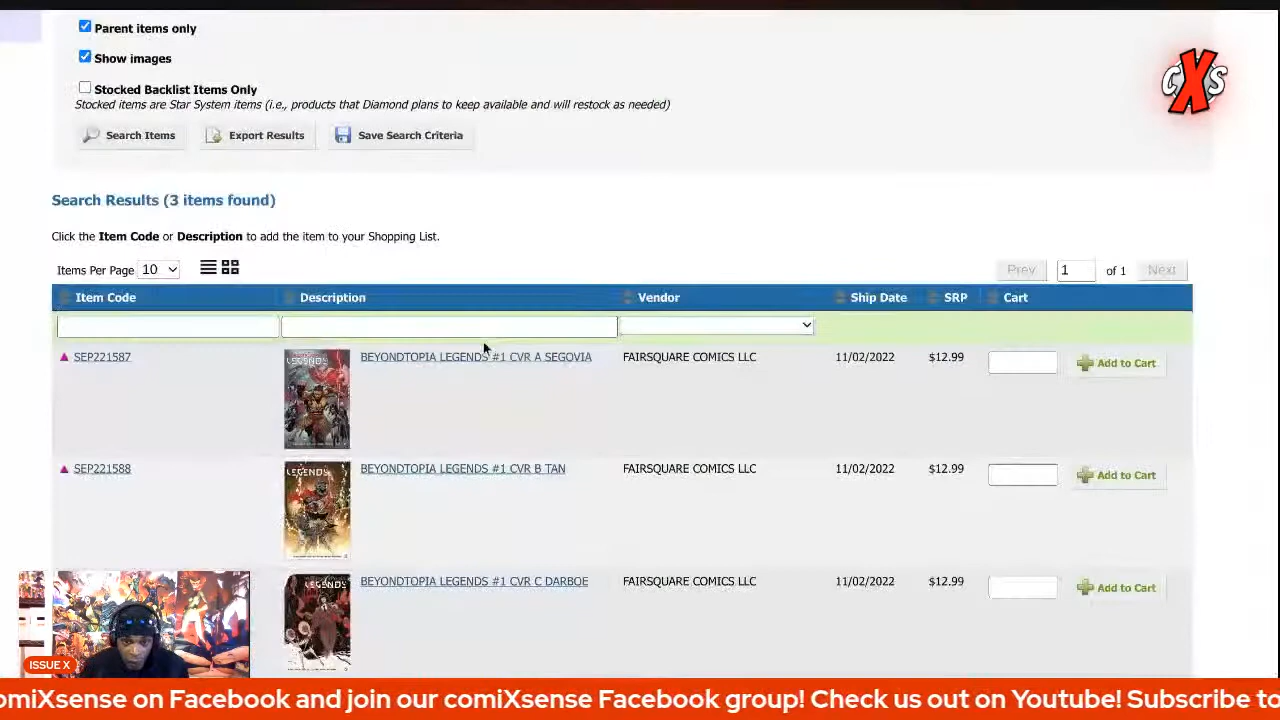 Parent items only
Show images
Stocked Backlist Items Only
Stocked items are Star System items (i.e., products that Diamond plans to keep available and will restock as needed)
Search Items Export Results Save Search Criteria
CXS
Search Results (3 items found)
Click the Item Code or Description to add the item to your Shopping List.
Items Per Page 10 Prev 1 of 1 Next
Item Code Description Vendor Ship Date SRP Cart
SEP221587 BEYONDTOPIA LEGENDS #1 CVR A SEGOVIA FAIRSQUARE COMICS LLC 11/02/2022 $12.99 Add to Cart
LEGENDS
SEP221588 BEYONDTOPIA LEGENDS #1 CVR B TAN FAIRSQUARE COMICS LLC 11/02/2022 $12.99 Add to Cart
LEGENDS
BEYONDTOPIA LEGENDS #1 CVR C DARBOE FAIRSQUARE COMICS LLC 11/02/2022 $12.99 Add to Cart
LEGENDS
ISSUE X
omiXsense on Facebook and join our comiXsense Facebook group! Check us out on Youtube! Subscribe to